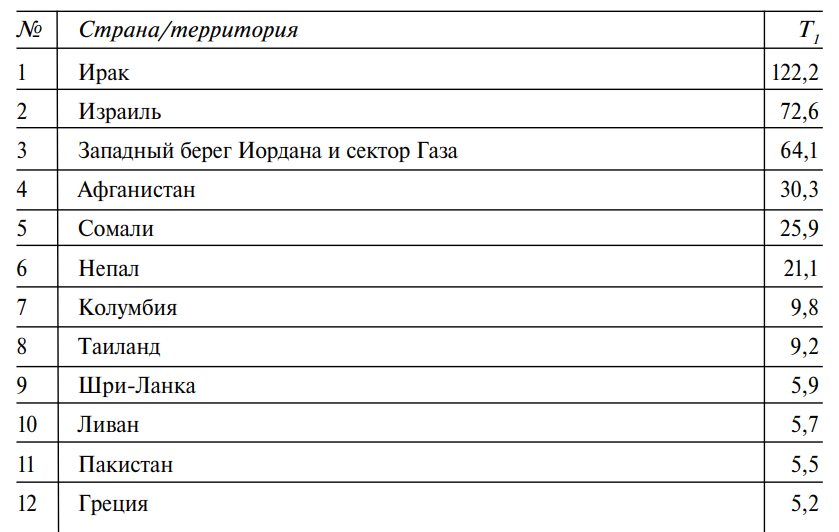 № Страна/территория T1
1 Ирак 122,2
2 Израиль 72,6
3 Западный берег Иордана и сектор Газа 64,1
4 Афганистан 30,3
5 Сомали 25,9
6 Непал 21,1
7 Колумбия 9,8
8 Таиланд 9,2
9 Шри-Ланка 5,9
10 Ливан 5,7
11 Пакистан 5,5
12 Греция 5,2